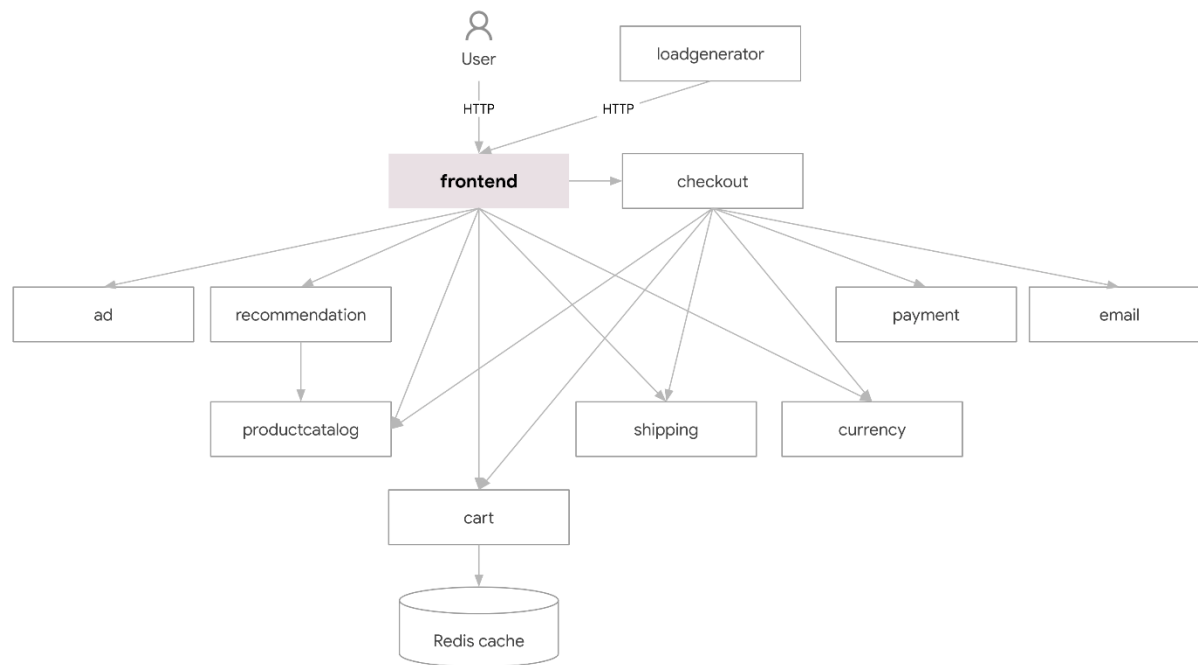 User
loadgenerator
HTTP
HTTP
frontend
checkout
ad
recommendation
payment
email
productcatalog
shipping
currency
cart
Redis cache